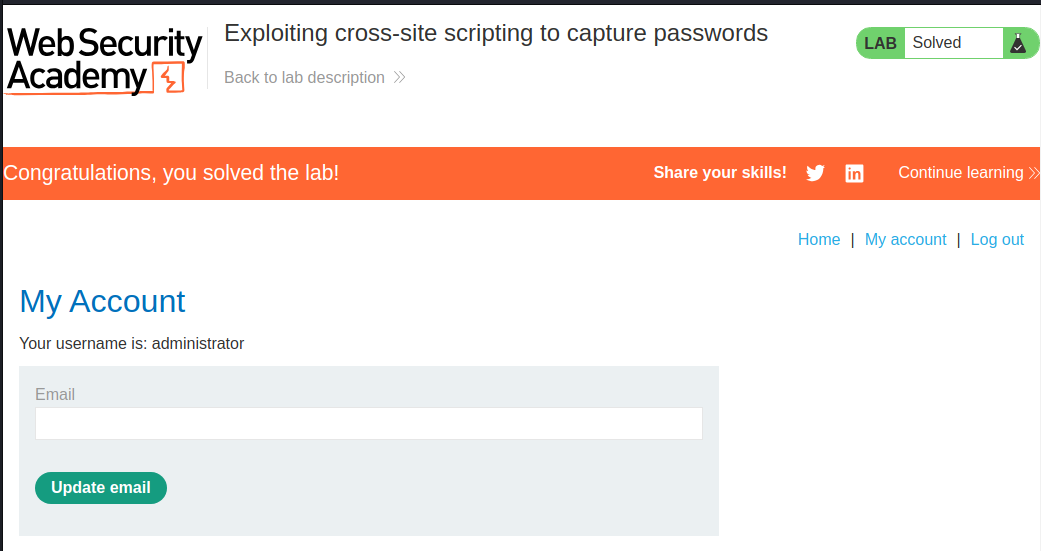 Web Security
Academy
Exploiting cross-site scripting to capture passwords
Back to lab description
LAB Solved
Congratulations, you solved the lab!
Share your skills!
Continue learning
Home | My account | Log out
My Account
Your username is: administrator
Email
Update email